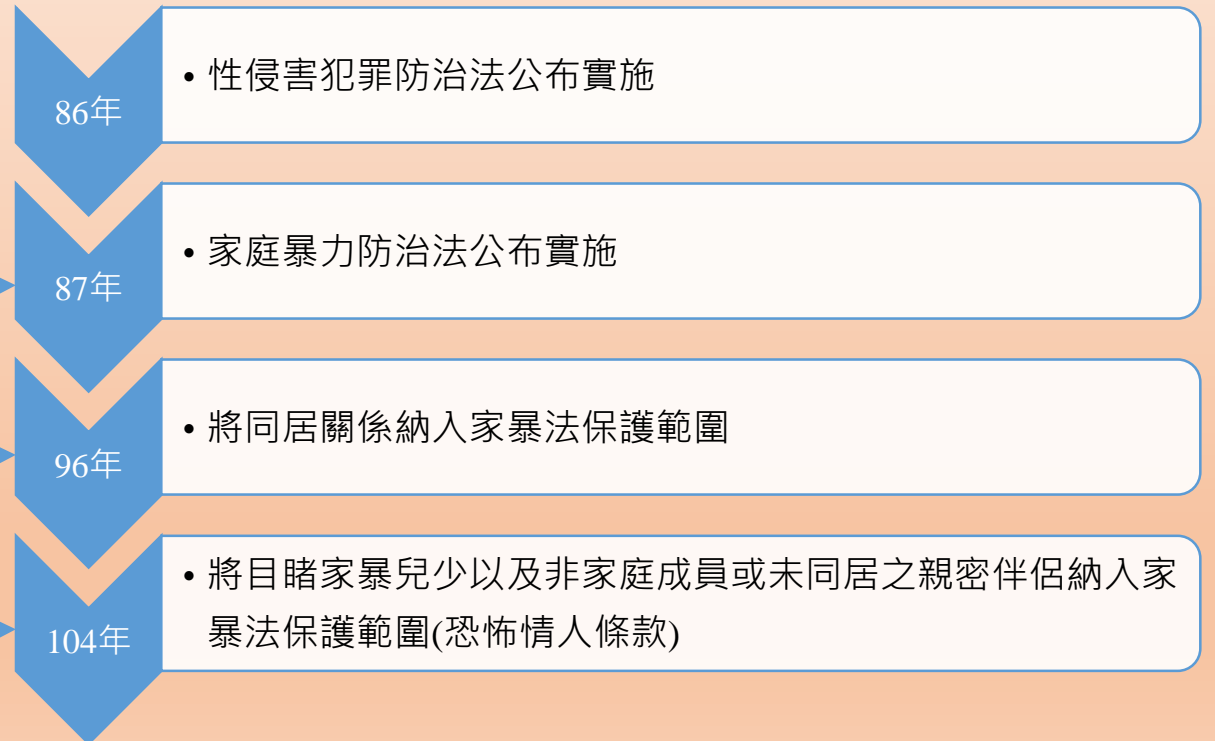 86年
• 性侵害犯罪防治法公布實施
87年
• 家庭暴力防治法公布實施
96年
• 將同居關係納入家暴法保護範圍
104年
• 將目睹家暴兒少以及非家庭成員或未同居之親密伴侶納入家
暴法保護範圍(恐怖情人條款)